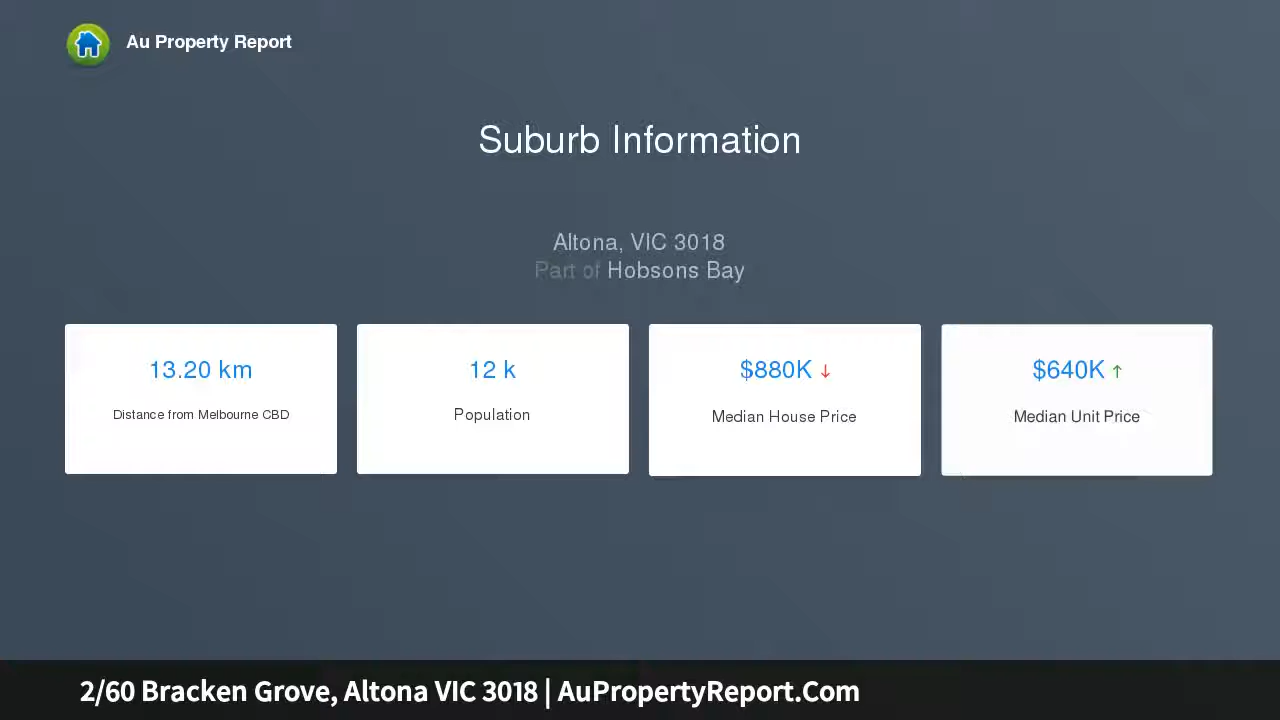 Au Property Report
Suburb Information
Altona, VIC 3018
Part of Hobsons Bay
13.20 km
Distance from Melbourne CBD
12 k
Population
$880K ↓
Median House Price
$640K ↑
Median Unit Price
2/60 Bracken Grove, Altona VIC 3018 | AuPropertyReport.Com